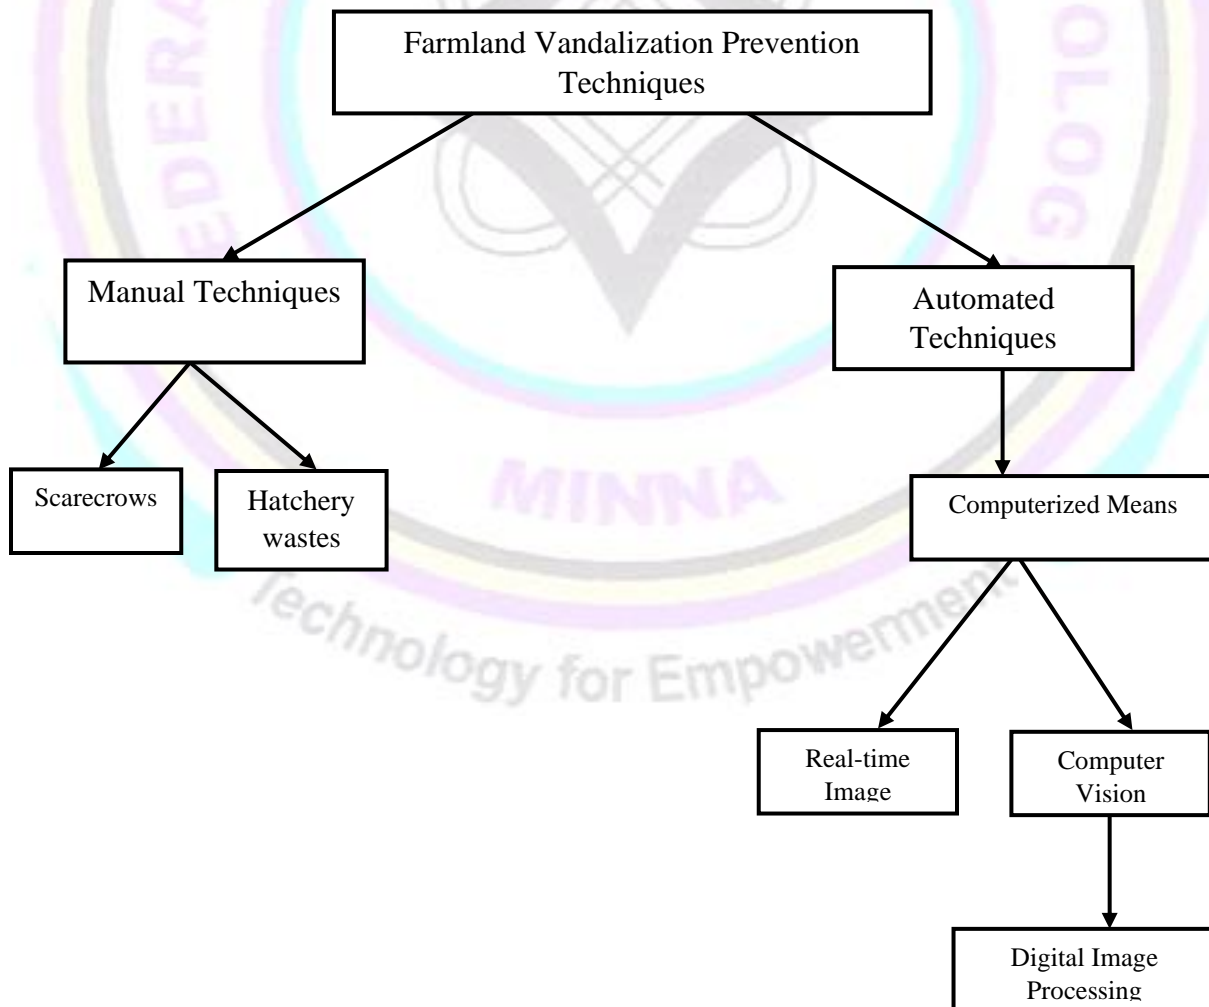 Farmland Vandalization Prevention
Techniques
Manual Techniques
Automated
Techniques
Scarecrows
Hatchery
wastes
Computerized Means
Real-time
Image
Computer
Vision
Digital Image
Processing
MINNA
Technology for Empowerment